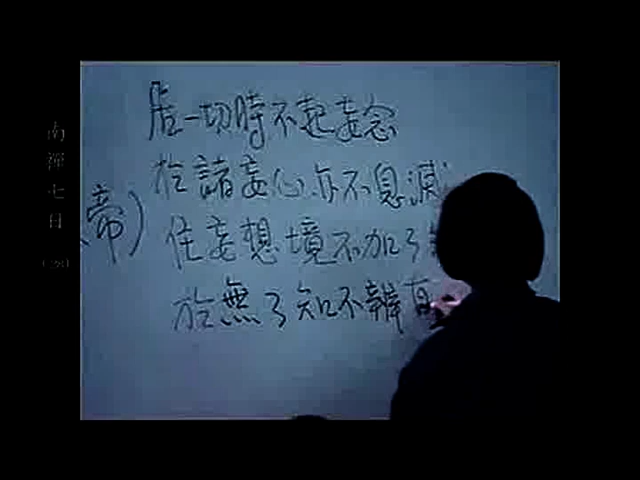 居一切時不起妄念
於諸妄心亦不息滅
住妄想境不加了
於無了知不辨真
帝)
南禪七日